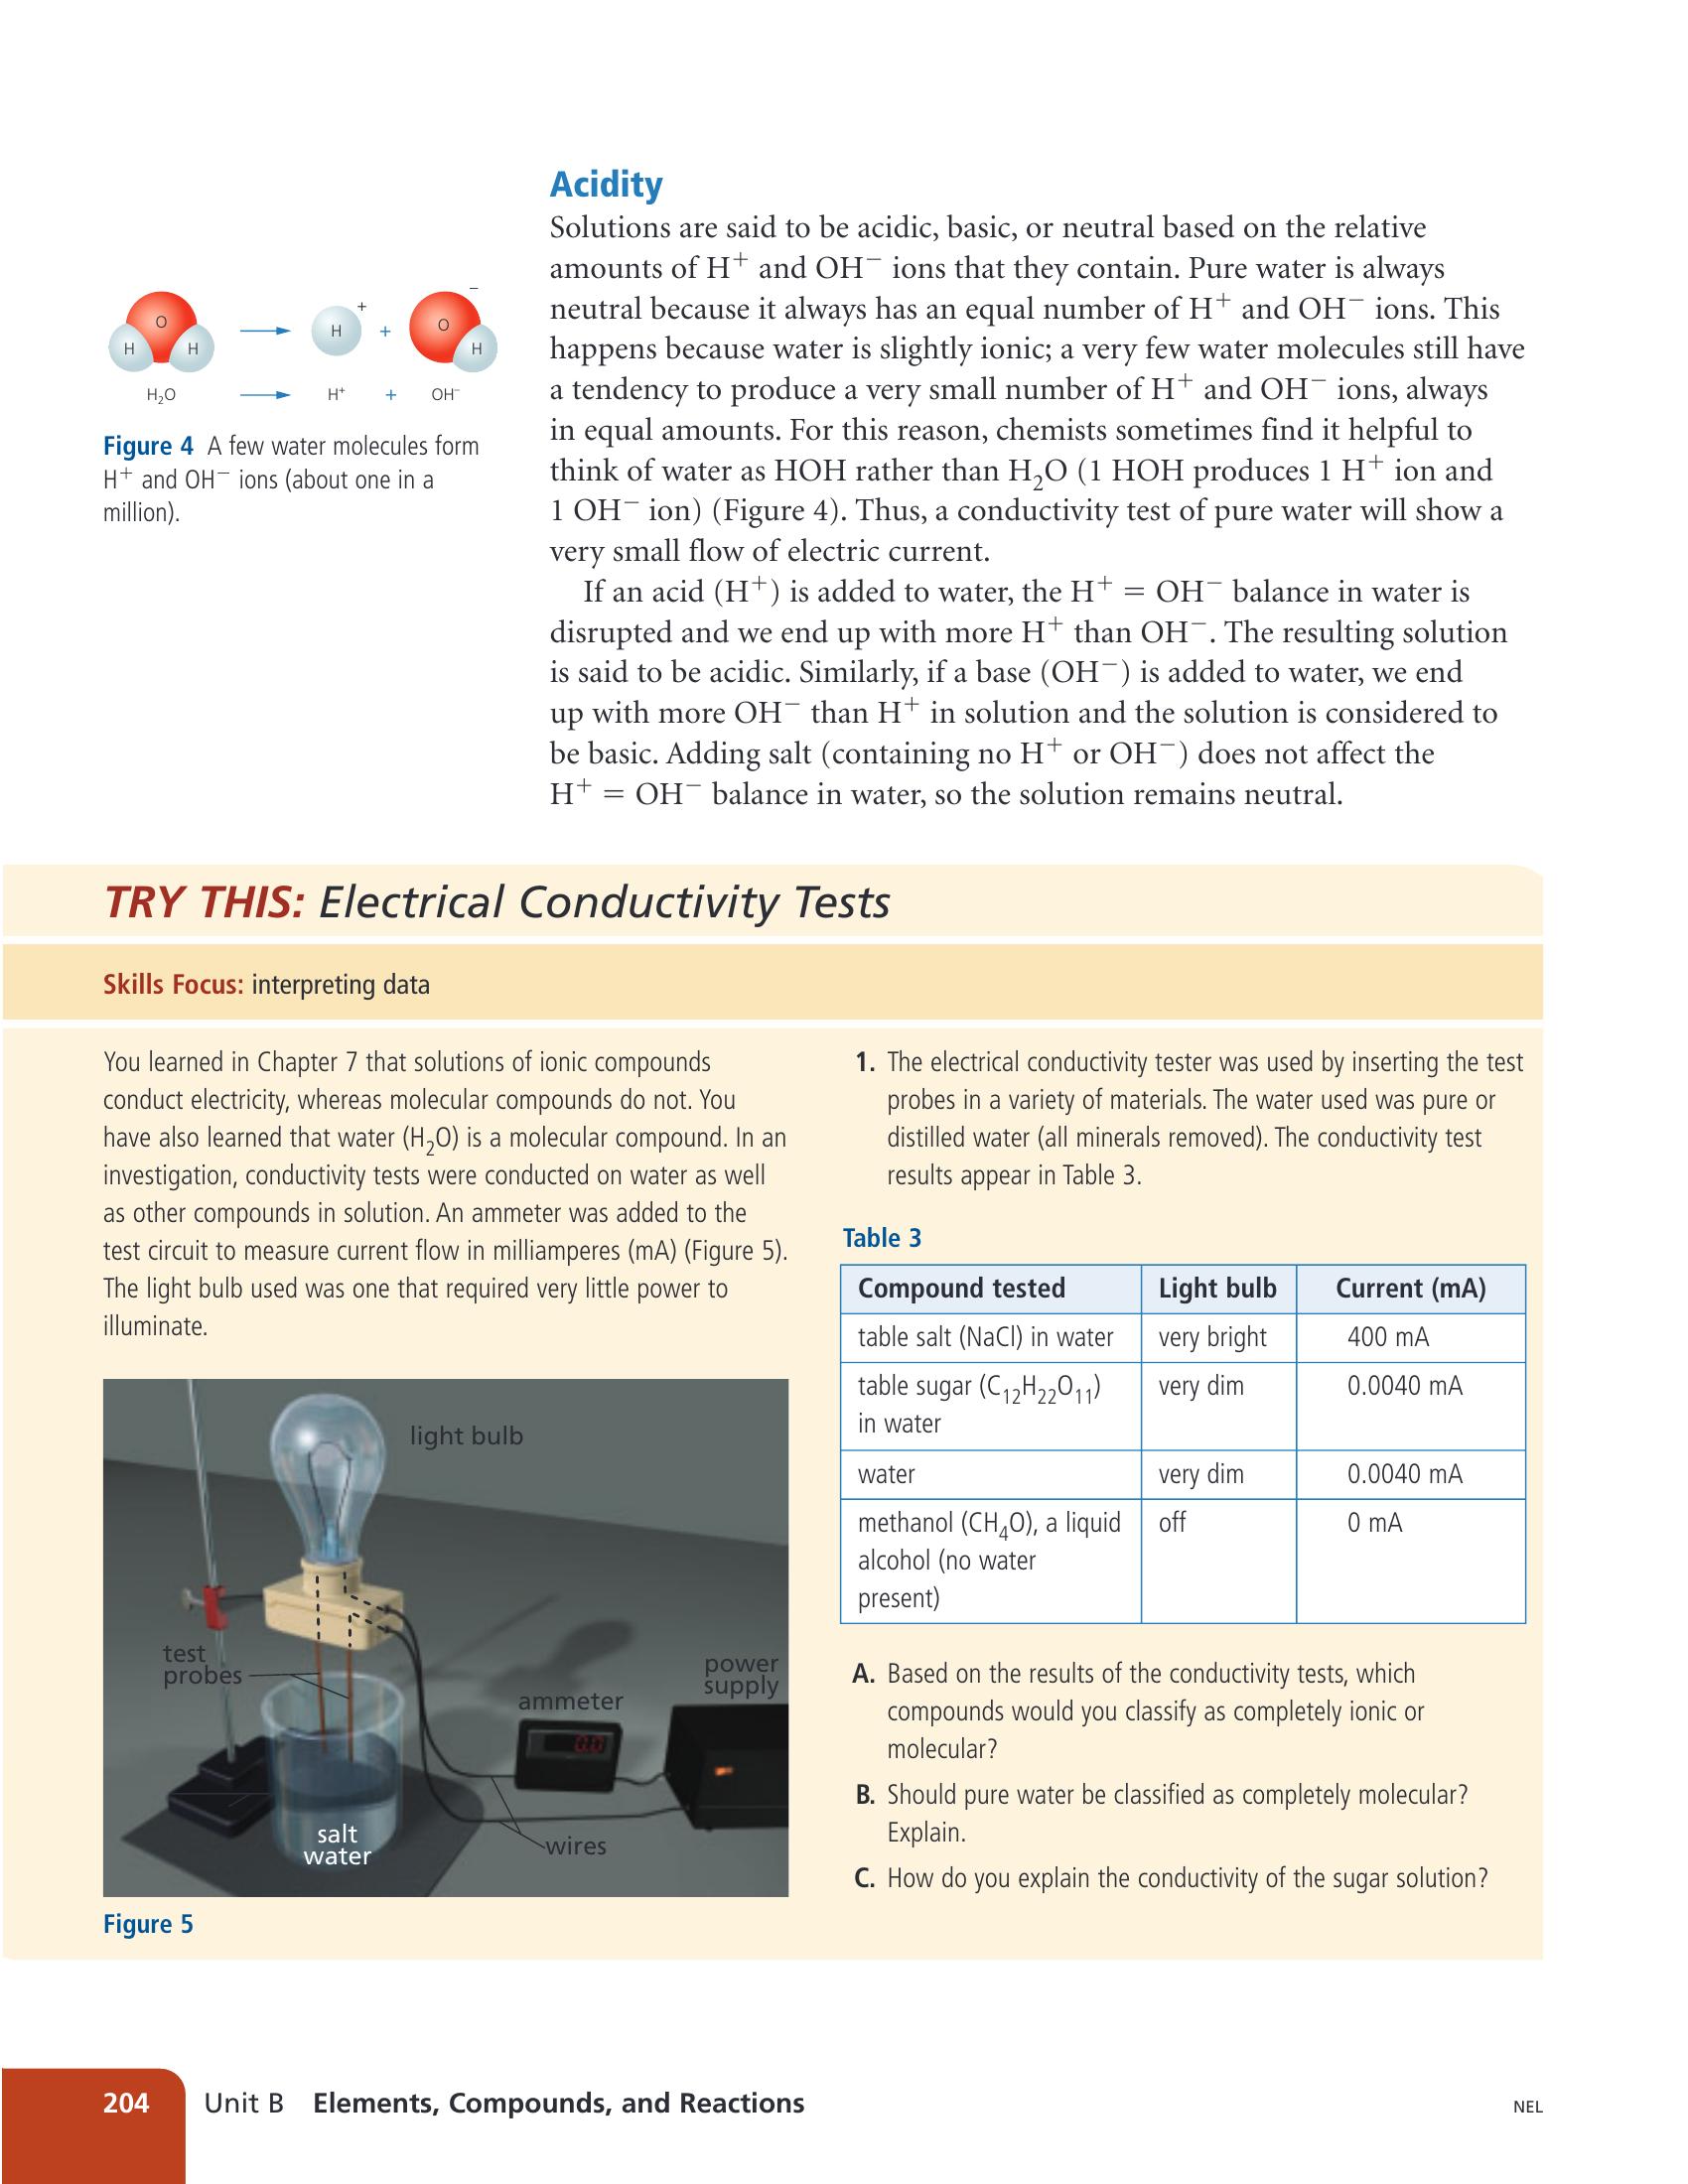 Acidity
Solutions are said to be acidic, basic, or neutral based on the relative
amounts of H⁺ and OH⁻ ions that they contain. Pure water is always
neutral because it always has an equal number of H⁺ and OH⁻ ions. This
happens because water is slightly ionic; a very few water molecules still have
a tendency to produce a very small number of H⁺ and OH⁻ ions, always
in equal amounts. For this reason, chemists sometimes find it helpful to
think of water as HOH rather than H₂O (1 HOH produces 1 H⁺ ion and
1 OH⁻ ion) (Figure 4). Thus, a conductivity test of pure water will show a
very small flow of electric current.
If an acid (H⁺) is added to water, the H⁺ = OH⁻ balance in water is
disrupted and we end up with more H⁺ than OH⁻. The resulting solution
is said to be acidic. Similarly, if a base (OH⁻) is added to water, we end
up with more OH⁻ than H⁺ in solution and the solution is considered to
be basic. Adding salt (containing no H⁺ or OH⁻) does not affect the
H⁺ = OH⁻ balance in water, so the solution remains neutral.
O H H → H + + O H −
H₂O → H⁺ + OH⁻
Figure 4 A few water molecules form
H⁺ and OH⁻ ions (about one in a
million).
TRY THIS: Electrical Conductivity Tests
Skills Focus: interpreting data
You learned in Chapter 7 that solutions of ionic compounds
conduct electricity, whereas molecular compounds do not. You
have also learned that water (H₂O) is a molecular compound. In an
investigation, conductivity tests were conducted on water as well
as other compounds in solution. An ammeter was added to the
test circuit to measure current flow in milliamperes (mA) (Figure 5).
The light bulb used was one that required very little power to
illuminate.
light bulb
test
probes
ammeter
0.0
power
supply
salt
water
wires
Figure 5
1. The electrical conductivity tester was used by inserting the test
probes in a variety of materials. The water used was pure or
distilled water (all minerals removed). The conductivity test
results appear in Table 3.
Table 3
Compound tested Light bulb Current (mA)
table salt (NaCl) in water very bright 400 mA
table sugar (C₁₂H₂₂O₁₁) very dim 0.0040 mA
in water
water very dim 0.0040 mA
methanol (CH₄O), a liquid off 0 mA
alcohol (no water
present)
A. Based on the results of the conductivity tests, which
compounds would you classify as completely ionic or
molecular?
B. Should pure water be classified as completely molecular?
Explain.
C. How do you explain the conductivity of the sugar solution?
204 Unit B Elements, Compounds, and Reactions
NEL